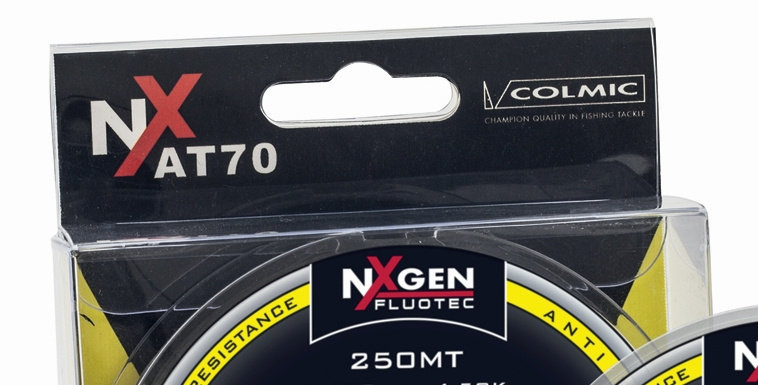 NX AT70
COLMIC
CHAMPION QUALITY IN FISHING TACKLE
NXGEN
FLUOTEC
RESISTANCE
ANTI
250MT